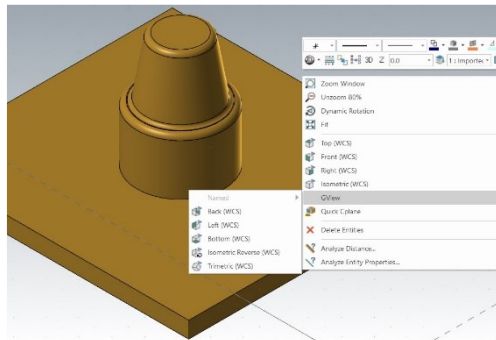 3D Z 0.0 1 : Importe
Zoom Window
Unzoom 80%
Dynamic Rotation
Fit
Top (WCS)
Front (WCS)
Right (WCS)
Isometric (WCS)
GView
Named
Back (WCS)
Left (WCS)
Bottom (WCS)
Isometric Reverse (WCS)
Trimetric (WCS)
Quick Cplane
Delete Entities
Analyze Distance...
Analyze Entity Properties...